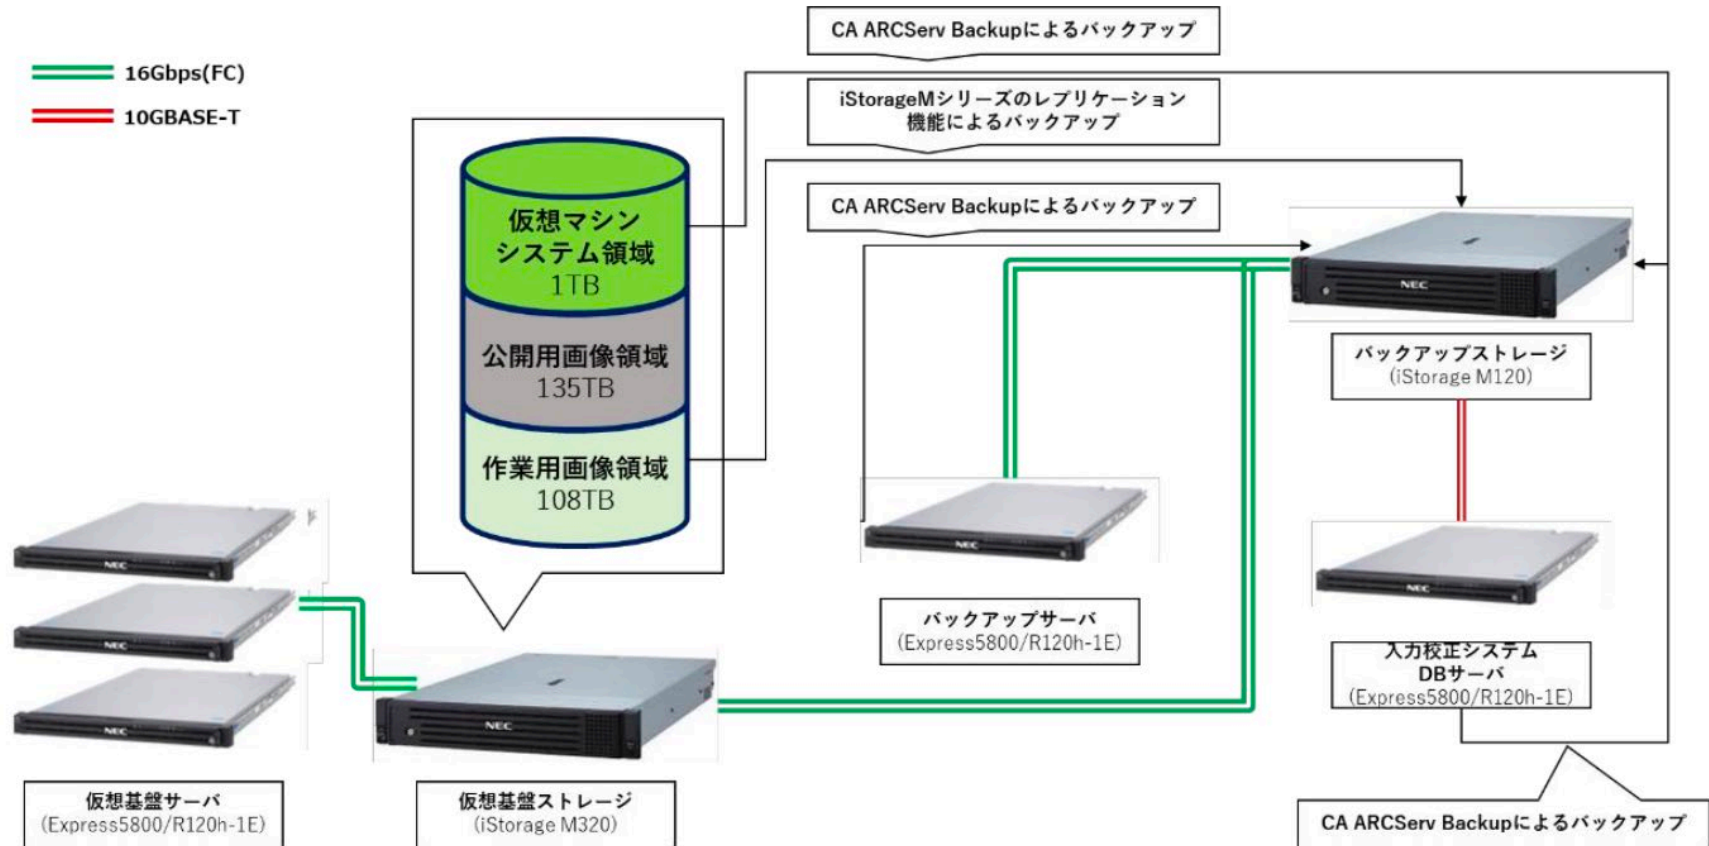 CA ARCServ Backupによるバックアップ
16Gbps(FC)
10GBASE-T
iStorageMシリーズのレプリケーション
機能によるバックアップ
CA ARCServ Backupによるバックアップ
仮想マシン
システム領域
1TB
公開用画像領域
135TB
作業用画像領域
108TB
NEC
バックアップストレージ
(iStorage M120)
NEC
NEC
NEC
NEC
NEC
NEC
バックアップサーバ
(Express5800/R120h-1E)
入力校正システム
DBサーバ
(Express5800/R120h-1E)
仮想基盤サーバ
(Express5800/R120h-1E)
仮想基盤ストレージ
(iStorage M320)
CA ARCServ Backupによるバックアップ